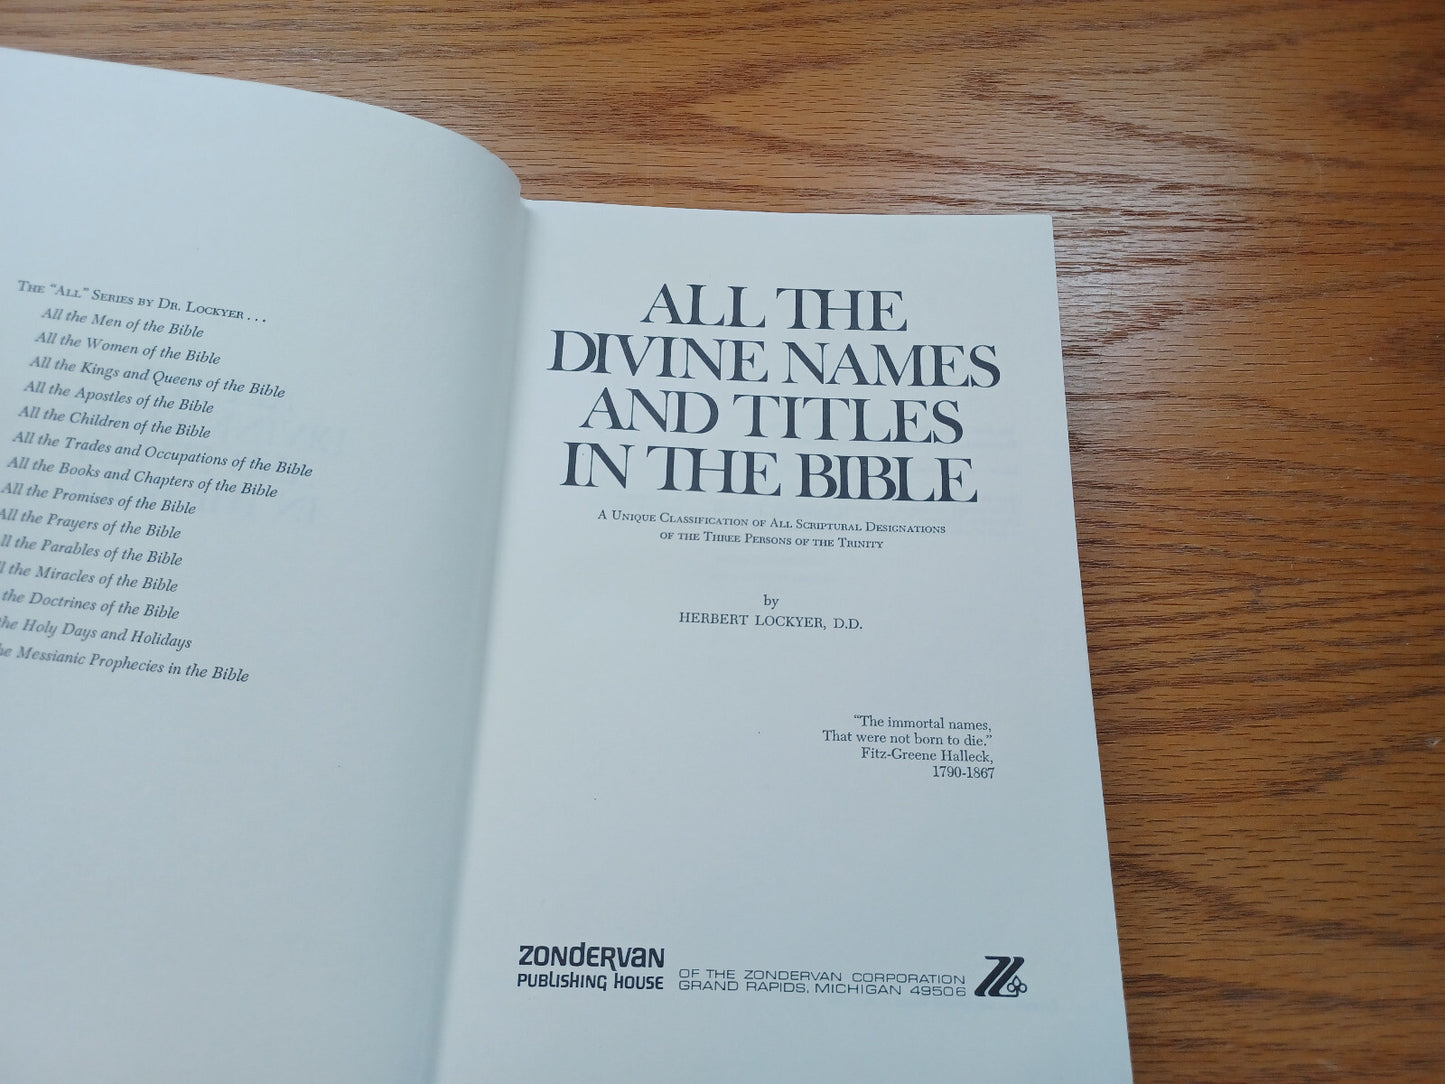 The "All" Series by Dr. Lockyer . . .
All the Men of the Bible
All the Women of the Bible
All the Kings and Queens of the Bible
All the Apostles of the Bible
All the Children of the Bible
All the Trades and Occupations of the Bible
All the Books and Chapters of the Bible
All the Promises of the Bible
All the Prayers of the Bible
ll the Parables of the Bible
l the Miracles of the Bible
the Doctrines of the Bible
the Holy Days and Holidays
he Messianic Prophecies in the Bible
ALL THE
DIVINE NAMES
AND TITLES
IN THE BIBLE
A Unique Classification of All Scriptural Designations
of the Three Persons of the Trinity
by
HERBERT LOCKYER, D.D.
"The immortal names,
That were not born to die."
Fitz-Greene Halleck,
1790-1867
ZONDERVAN
PUBLISHING HOUSE
OF THE ZONDERVAN CORPORATION
GRAND RAPIDS, MICHIGAN 49506